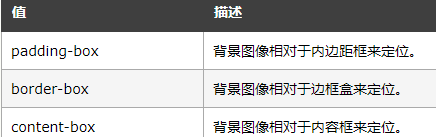 值 描述
padding-box 背景图像相对于内边距框来定位。
border-box 背景图像相对于边框盒来定位。
content-box 背景图像相对于内容框来定位。